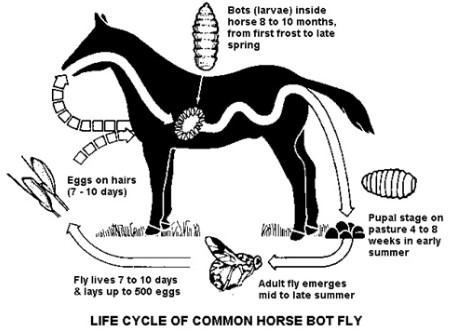 Bots (larvae) inside
horse 8 to 10 months,
from first frost to late
spring
Eggs on hairs
(7 - 10 days)
Pupal stage on
pasture 4 to 8
weeks in early
summer
Fly lives 7 to 10 days
& lays up to 500 eggs
Adult fly emerges
mid to late summer
LIFE CYCLE OF COMMON HORSE BOT FLY